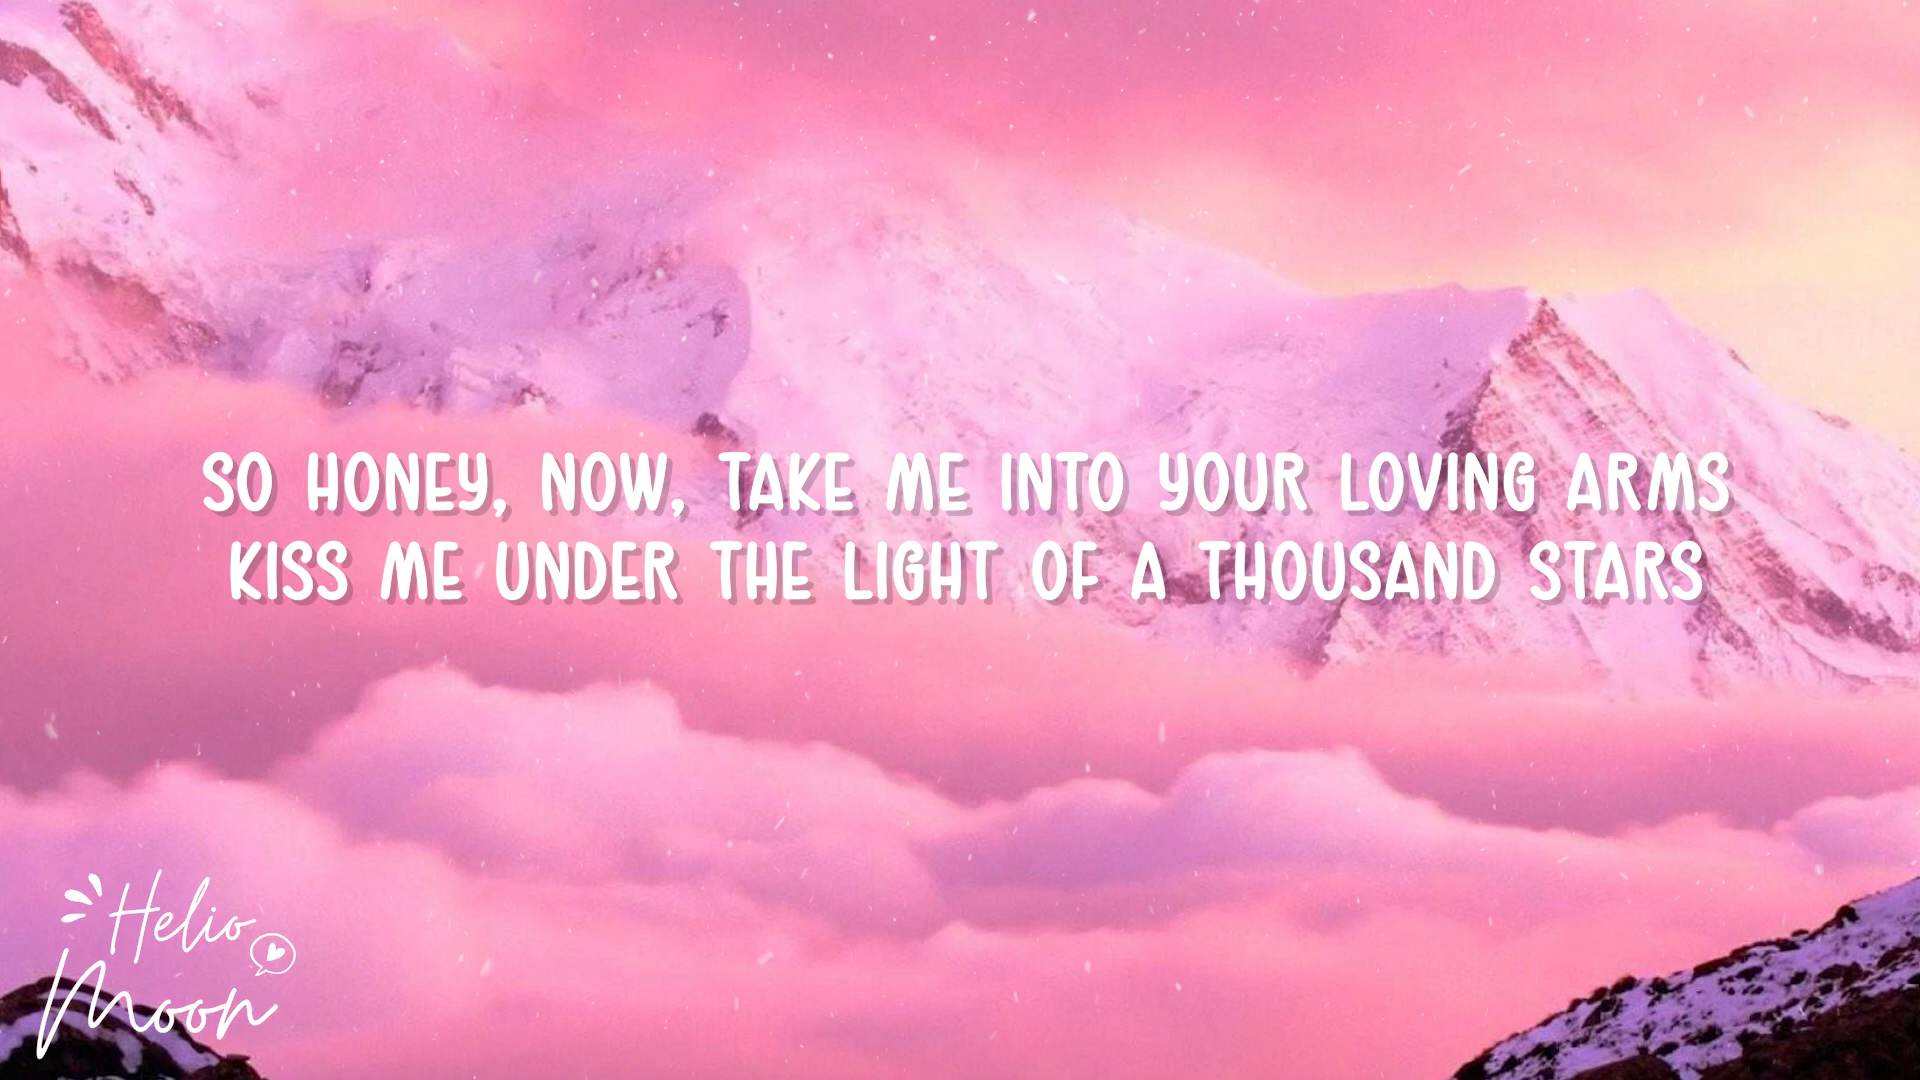 SO HONEY, NOW, TAKE ME INTO YOUR LOVING ARMS
KISS ME UNDER THE LIGHT OF A THOUSAND STARS
Helio
Moon